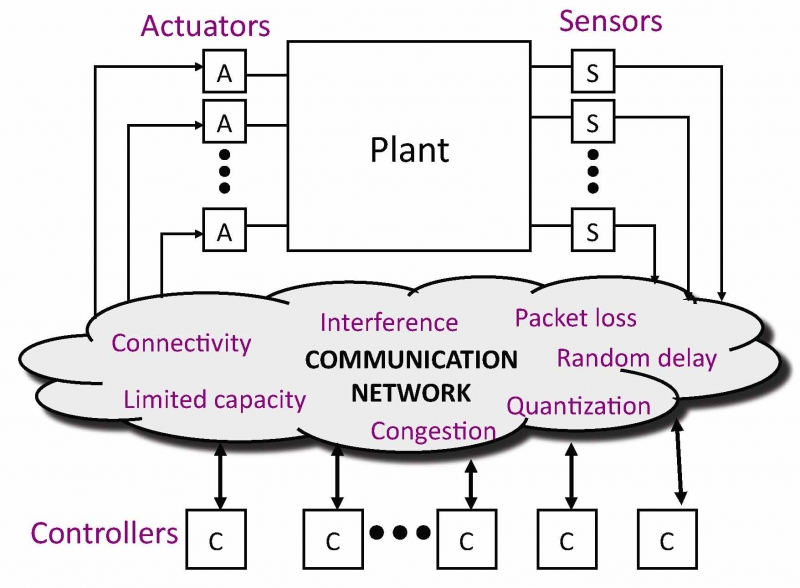 Actuators
Sensors
A
S
A
S
Plant
A
S
Interference
Packet loss
Connectivity
COMMUNICATION
Random delay
NETWORK
Limited capacity
Quantization
Congestion
Controllers
C
C
C
C
C